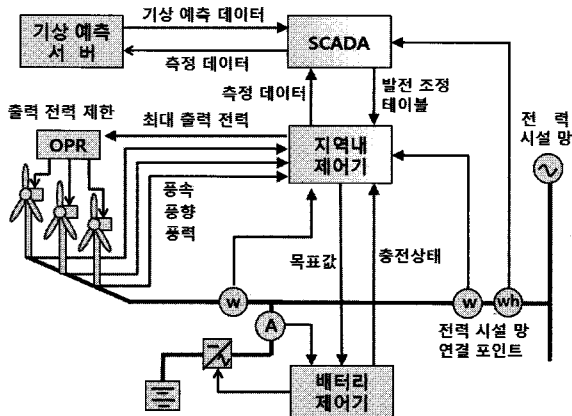 기상 예측 데이터
기상 예측
서 버
SCADA
측정 데이터
측정 데이터
발전 조정
테이블
출력 전력 제한
최대 출력 전력
OPR
지역내
제어기
전 력
시설 망
풍속
풍향
풍력
목표값
충전상태
w
w
wh
A
전력 시설 망
연결 포인트
배터리
제어기